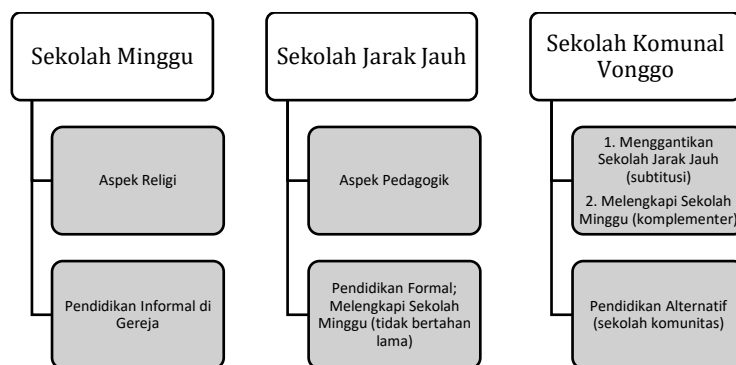 Sekolah Minggu
Aspek Religi
Pendidikan Informal di
Gereja
Sekolah Jarak Jauh
Aspek Pedagogik
Pendidikan Formal;
Melengkapi Sekolah
Minggu (tidak bertahan
lama)
Sekolah Komunal
Vonggo
1. Menggantikan
Sekolah Jarak Jauh
(subtitusi)
2. Melengkapi Sekolah
Minggu (komplementer)
Pendidikan Alternatif
(sekolah komunitas)